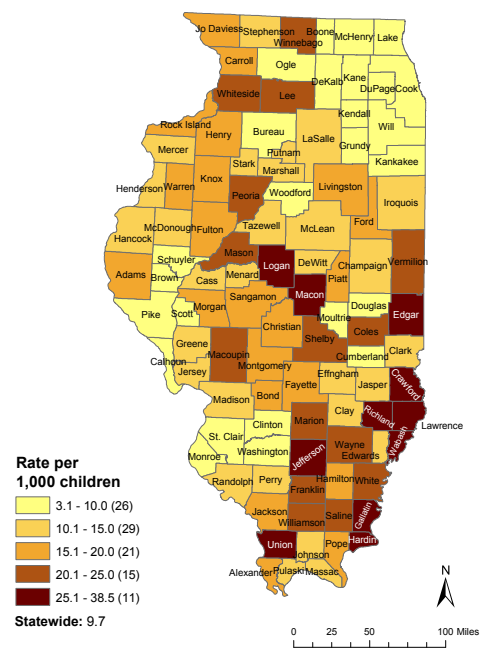 Jo Daviess
Stephenson
Winnebago
Boone
McHenry
Lake
Carroll
Ogle
DeKalb
Kane
DuPage
Cook
Whiteside
Lee
Kendall
Will
Rock Island
Henry
Bureau
LaSalle
Grundy
Kankakee
Mercer
Putnam
Stark
Marshall
Henderson
Warren
Knox
Peoria
Woodford
Livingston
Iroquois
Ford
McDonough
Fulton
Tazewell
McLean
Hancock
Mason
Logan
DeWitt
Champaign
Vermilion
Schuyler
Adams
Brown
Cass
Menard
Macon
Piatt
Pike
Scott
Morgan
Sangamon
Moultrie
Douglas
Edgar
Christian
Shelby
Coles
Greene
Macoupin
Montgomery
Cumberland
Clark
Calhoun
Jersey
Effingham
Jasper
Crawford
Fayette
Madison
Bond
Clay
Richland
Lawrence
Clinton
Marion
St. Clair
Wayne
Edwards
Wabash
Monroe
Washington
Jefferson
Randolph
Perry
Hamilton
White
Franklin
Jackson
Williamson
Saline
Gallatin
Union
Johnson
Pope
Hardin
Alexander
Pulaski
Massac
Rate per
1,000 children
3.1 - 10.0 (26)
10.1 - 15.0 (29)
15.1 - 20.0 (21)
20.1 - 25.0 (15)
25.1 - 38.5 (11)
Statewide: 9.7
N
0 25 50 100 Miles